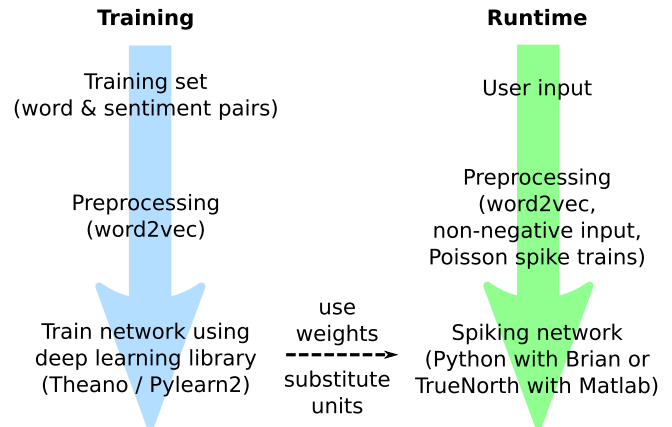 Training
Training set
(word & sentiment pairs)
Preprocessing
(word2vec)
Train network using
deep learning library
(Theano / Pylearn2)
use
weights
substitute
units
Runtime
User input
Preprocessing
(word2vec,
non-negative input,
Poisson spike trains)
Spiking network
(Python with Brian or
TrueNorth with Matlab)